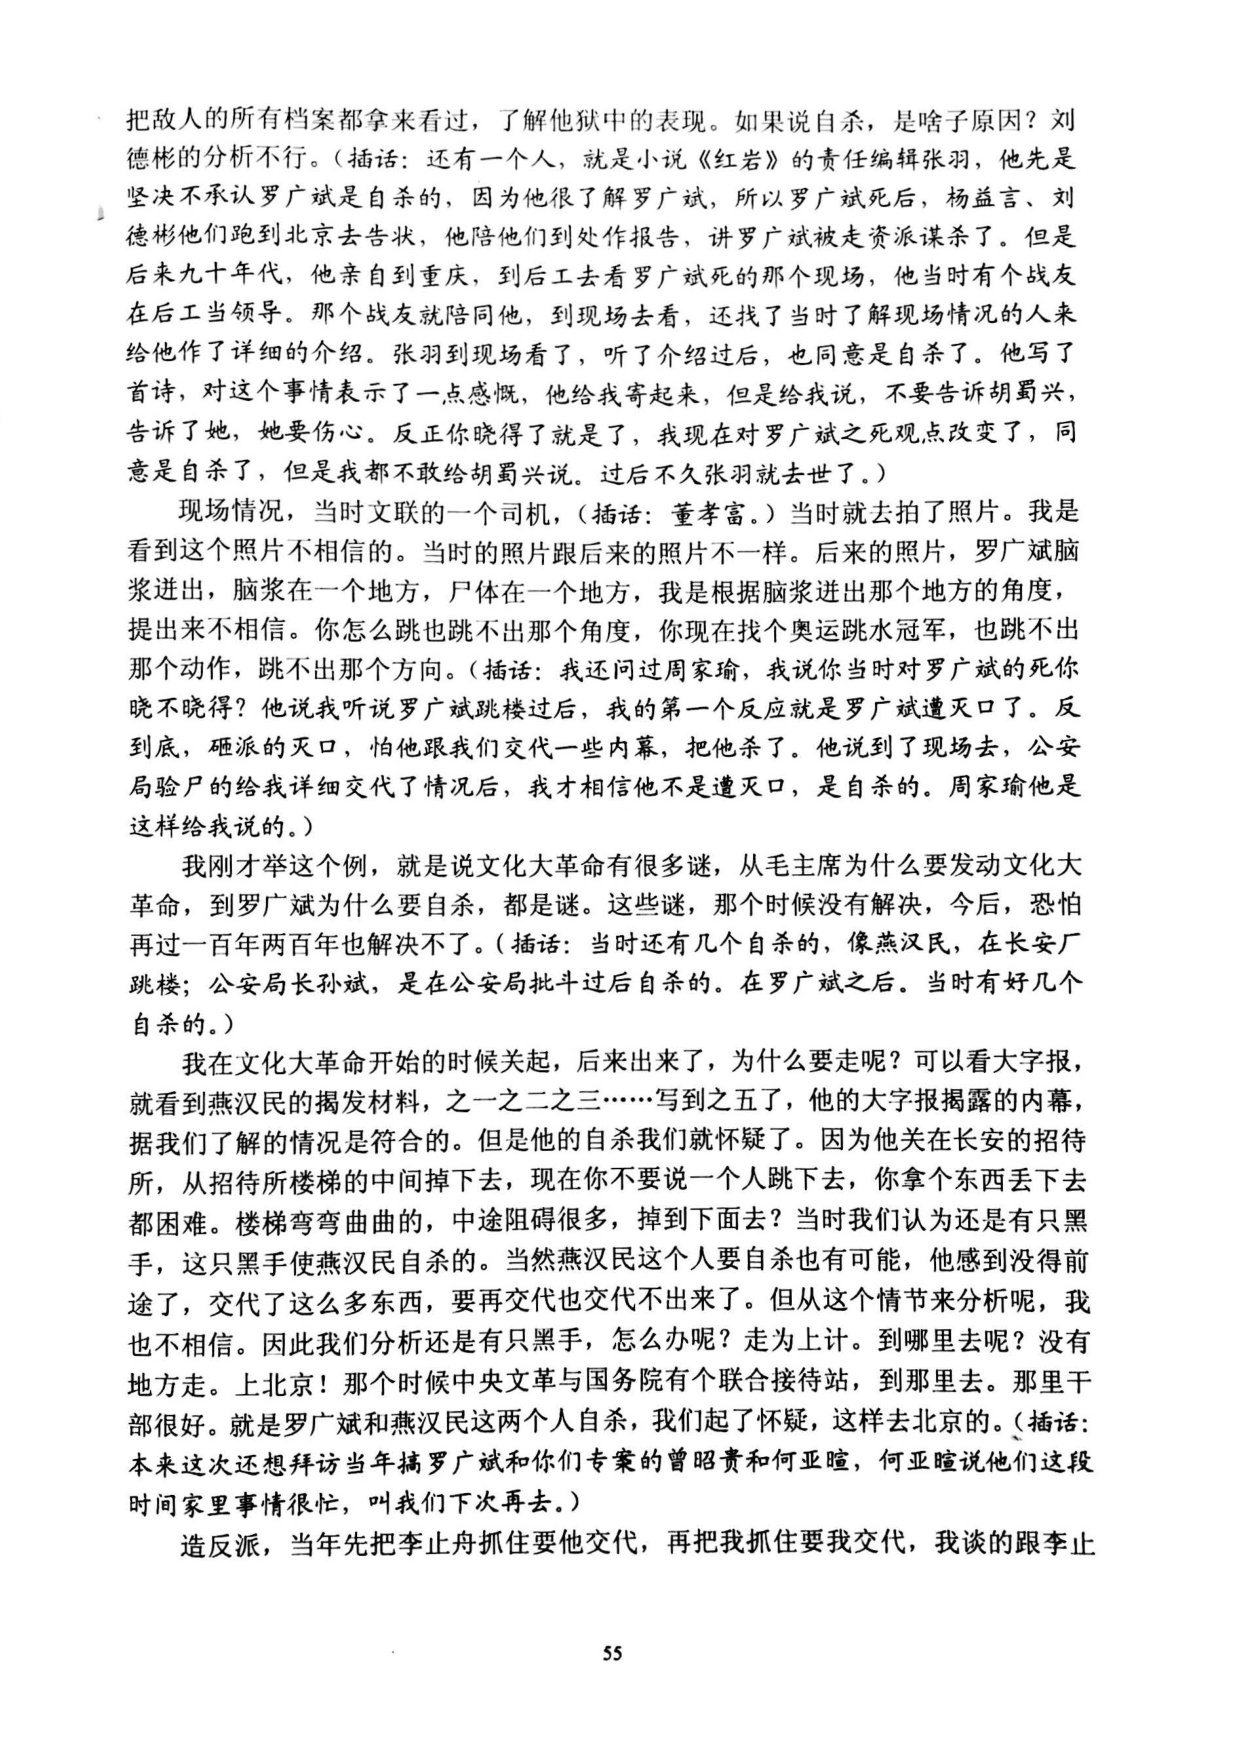 把敌人的所有档案都拿来看过，了解他狱中的表现。如果说自杀，是啥子原因？刘
德彬的分析不行。（插话：还有一个人，就是小说《红岩》的责任编辑张羽，他先是
坚决不承认罗广斌是自杀的，因为他很了解罗广斌，所以罗广斌死后，杨益言、刘
德彬他们跑到北京去告状，他陪他们到处作报告，讲罗广斌被走资派谋杀了。但是
后来九十年代，他亲自到重庆，到后工去看罗广斌死的那个现场，他当时有个战友
在后工当领导。那个战友就陪同他，到现场去看，还找了当时了解现场情况的人来
给他作了详细的介绍。张羽到现场看了，听了介绍过后，也同意是自杀了。他写了
首诗，对这个事情表示了一点感慨，他给我寄起来，但是给我说，不要告诉胡蜀兴，
告诉了她，她要伤心。反正你晓得了就是了，我现在对罗广斌之死观点改变了，同
意是自杀了，但是我都不敢给胡蜀兴说。过后不久张羽就去世了。）
现场情况，当时文联的一个司机，（插话：董孝富。）当时就去拍了照片。我是
看到这个照片不相信的。当时的照片跟后来的照片不一样。后来的照片，罗广斌脑
浆迸出，脑浆在一个地方，尸体在一个地方，我是根据脑浆迸出那个地方的角度，
提出来不相信。你怎么跳也跳不出那个角度，你现在找个奥运跳水冠军，也跳不出
那个动作，跳不出那个方向。（插话：我还问过周家瑜，我说你当时对罗广斌的死你
晓不晓得？他说我听说罗广斌跳楼过后，我的第一个反应就是罗广斌遭灭口了。反
到底，砸派的灭口，怕他跟我们交代一些内幕，把他杀了。他说到了现场去，公安
局验尸的给我详细交代了情况后，我才相信他不是遭灭口，是自杀的。周家瑜他是
这样给我说的。）
我刚才举这个例，就是说文化大革命有很多谜，从毛主席为什么要发动文化大
革命，到罗广斌为什么要自杀，都是谜。这些谜，那个时候没有解决，今后，恐怕
再过一百年两百年也解决不了。（插话：当时还有几个自杀的，像燕汉民，在长安厂
跳楼；公安局长孙斌，是在公安局批斗过后自杀的。在罗广斌之后。当时有好几个
自杀的。）
我在文化大革命开始的时候关起，后来出来了，为什么要走呢？可以看大字报，
就看到燕汉民的揭发材料，之一之二之三……写到之五了，他的大字报揭露的内幕，
据我们了解的情况是符合的。但是他的自杀我们就怀疑了。因为他关在长安的招待
所，从招待所楼梯的中间掉下去，现在你不要说一个人跳下去，你拿个东西丢下去
都困难。楼梯弯弯曲曲的，中途阻碍很多，掉到下面去？当时我们认为还是有只黑
手，这只黑手使燕汉民自杀的。当然燕汉民这个人要自杀也有可能，他感到没得前
途了，交代了这么多东西，要再交代也交代不出来了。但从这个情节来分析呢，我
也不相信。因此我们分析还是有只黑手，怎么办呢？走为上计。到哪里去呢？没有
地方走。上北京！那个时候中央文革与国务院有个联合接待站，到那里去。那里干
部很好。就是罗广斌和燕汉民这两个人自杀，我们起了怀疑，这样去北京的。（插话：
本来这次还想拜访当年搞罗广斌和你们专案的曾昭贵和何亚暄，何亚暄说他们这段
时间家里事情很忙，叫我们下次再去。）
造反派，当年先把李止舟抓住要他交代，再把我抓住要我交代，我谈的跟李止
55